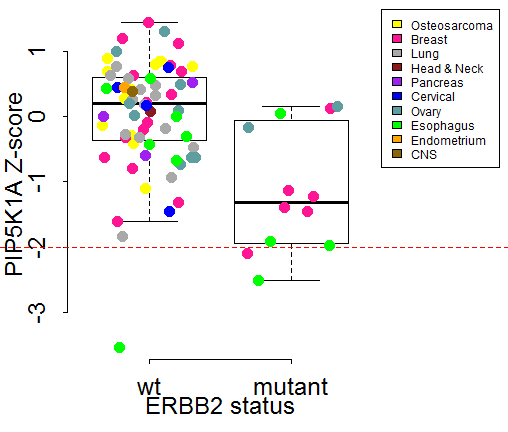 Osteosarcoma
Breast
Lung
Head & Neck
Pancreas
Cervical
Ovary
Esophagus
Endometrium
CNS
PIP5K1A Z-score
1
0
-1
-2
-3
wt mutant
ERBB2 status